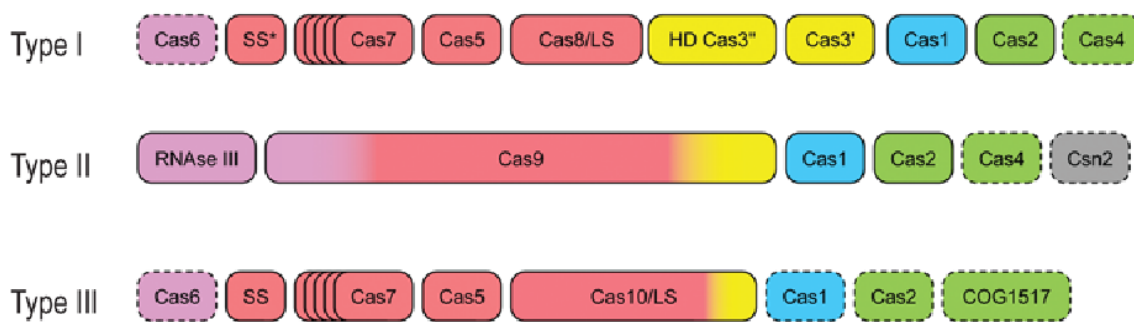 Type I Cas6 SS* Cas7 Cas5 Cas8/LS HD Cas3" Cas3' Cas1 Cas2 Cas4
Type II RNAse III Cas9 Cas1 Cas2 Cas4 Csn2
Type III Cas6 SS Cas7 Cas5 Cas10/LS Cas1 Cas2 COG1517